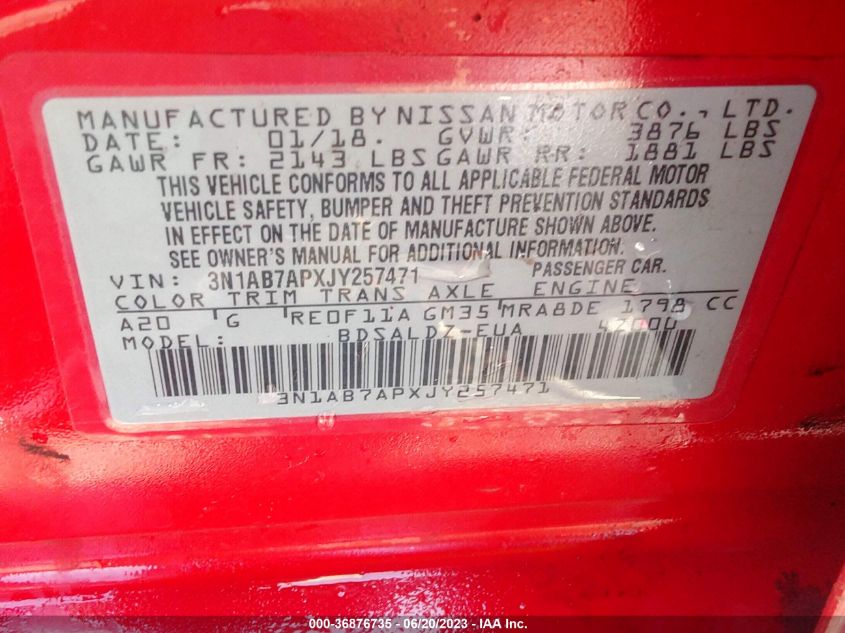 MANUFACTURED BY NISSAN MOTOR CO., LTD.
DATE: 01/18. GVWR: 3876 LBS
GAWR FR: 2143 LBS GAWR RR: 1881 LBS
THIS VEHICLE CONFORMS TO ALL APPLICABLE FEDERAL MOTOR
VEHICLE SAFETY, BUMPER AND THEFT PREVENTION STANDARDS
IN EFFECT ON THE DATE OF MANUFACTURE SHOWN ABOVE.
SEE OWNER'S MANUAL FOR ADDITIONAL INFORMATION.
VIN: 3N1AB7APXJY257471 PASSENGER CAR.
COLOR TRIM TRANS AXLE ENGINE
A20 G RE0F11A GM35 MRA8DE 1798 CC
MODEL: BDSALDZ-EUA
3N1AB7APXJY257471
000-36876735 - 06/20/2023 - IAA Inc.